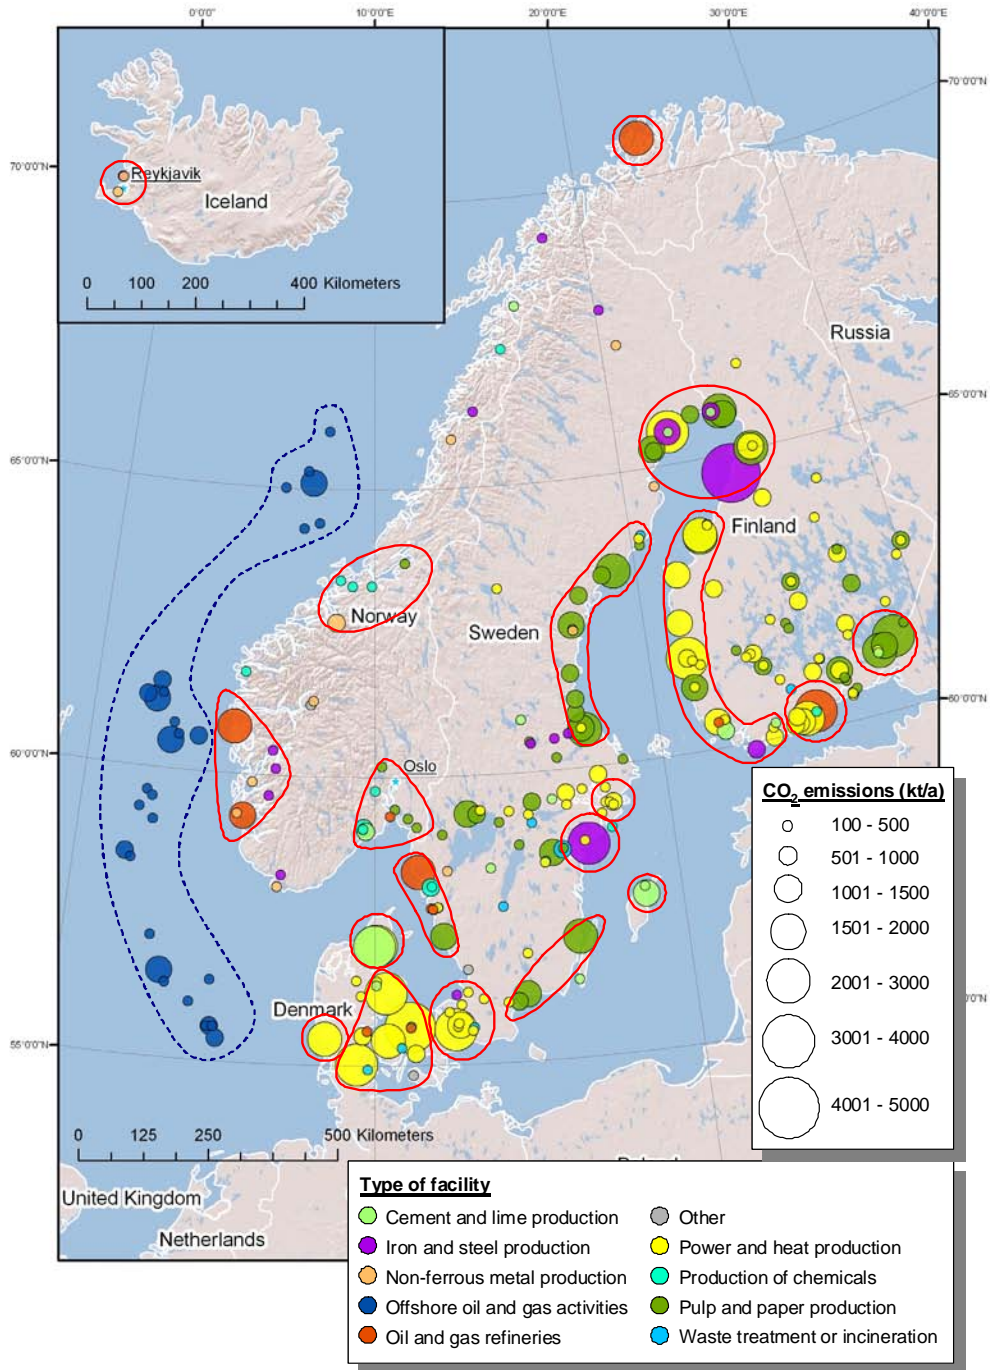 0°0'0"
10°0'0"E
20°0'0"E
30°0'0"E
40°0'0"E
70°0'0"N
70°0'0"N
Reykjavik
Iceland
0 100 200 400 Kilometers
Russia
65°0'0"N
65°0'0"N
Finland
Norway
Sweden
60°0'0"N
60°0'0"N
Oslo
Denmark
55°0'0"N
0'0"N
0 125 250 500 Kilometers
United Kingdom
Netherlands
CO2 emissions (kt/a)
100 - 500
501 - 1000
1001 - 1500
1501 - 2000
2001 - 3000
3001 - 4000
4001 - 5000
Type of facility
Cement and lime production
Iron and steel production
Non-ferrous metal production
Offshore oil and gas activities
Oil and gas refineries
Other
Power and heat production
Production of chemicals
Pulp and paper production
Waste treatment or incineration